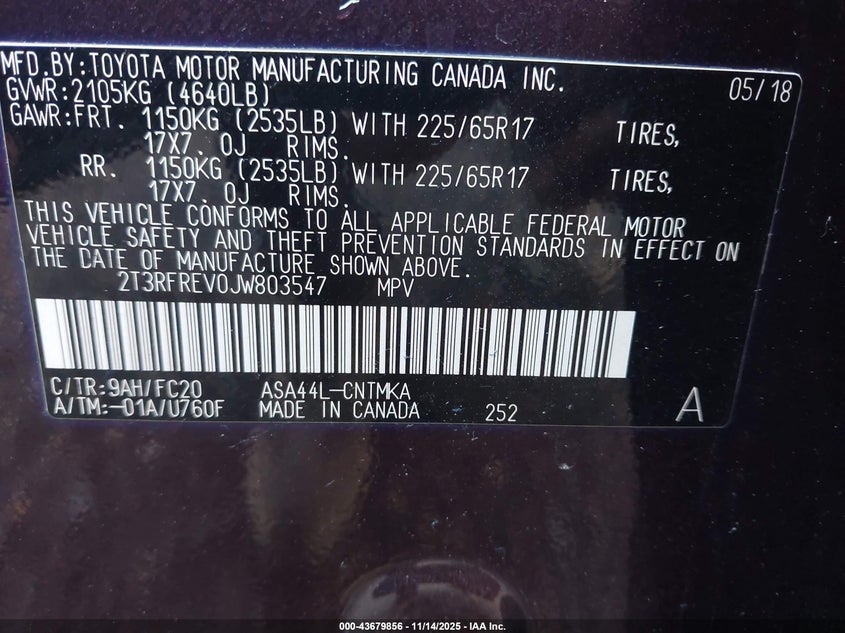 MFD.BY:TOYOTA MOTOR MANUFACTURING CANADA INC. 05/18
GVWR:2105KG (4640LB)
GAWR:FRT. 1150KG (2535LB) WITH 225/65R17 TIRES,
17X7.0J RIMS.
RR. 1150KG (2535LB) WITH 225/65R17 TIRES,
17X7.0J RIMS.
THIS VEHICLE CONFORMS TO ALL APPLICABLE FEDERAL MOTOR
VEHICLE SAFETY AND THEFT PREVENTION STANDARDS IN EFFECT ON
THE DATE OF MANUFACTURE SHOWN ABOVE.
2T3RFREV0JW803547 MPV
C/TR:9AH/FC20 ASA44L-CNTMKA
A/TM:-01A/U760F MADE IN CANADA 252 A
000-43679856 - 11/14/2025 - IAA Inc.